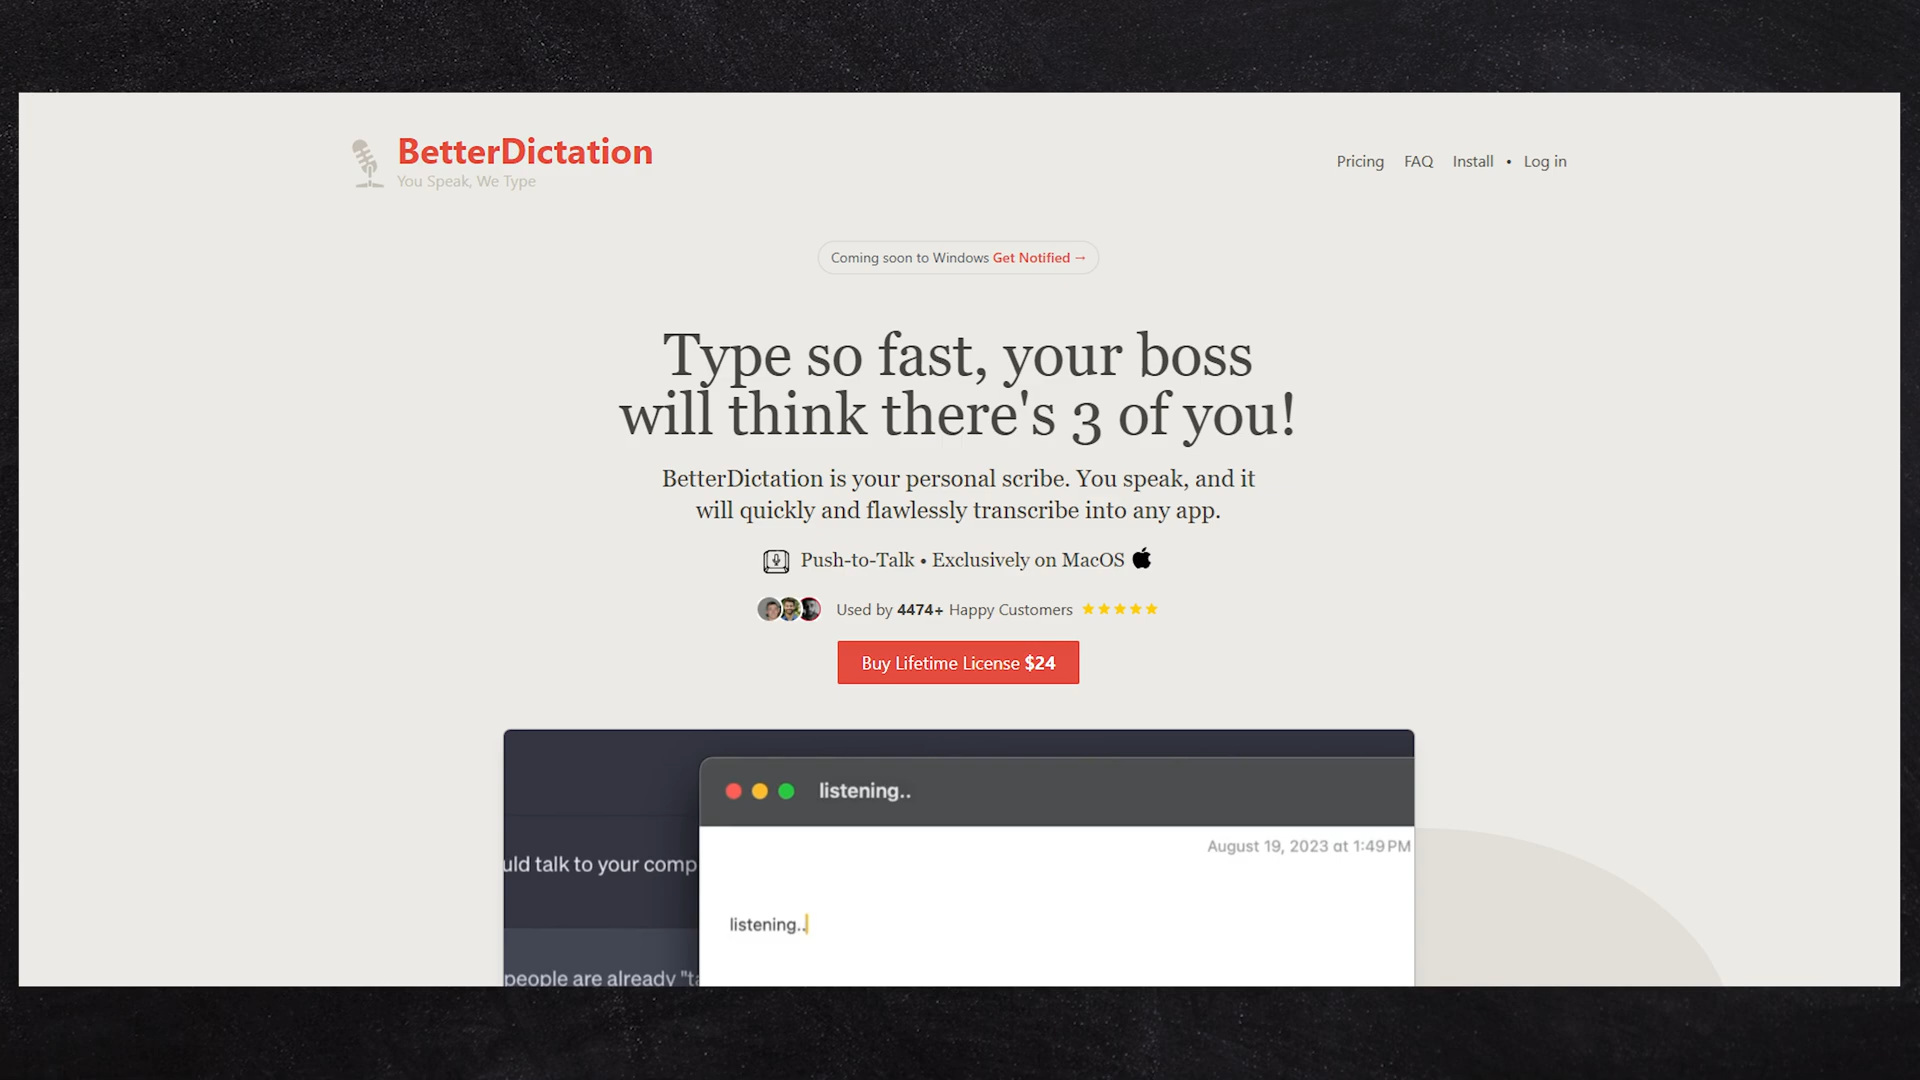 BetterDictation
You Speak, We Type
Pricing FAQ Install • Log in
Coming soon to Windows Get Notified →
Type so fast, your boss
will think there's 3 of you!
BetterDictation is your personal scribe. You speak, and it
will quickly and flawlessly transcribe into any app.
Push-to-Talk • Exclusively on MacOS
Used by 4474+ Happy Customers
Buy Lifetime License $24
listening..
August 19, 2023 at 1:49 PM
uld talk to your comp
listening..
people are already "ta